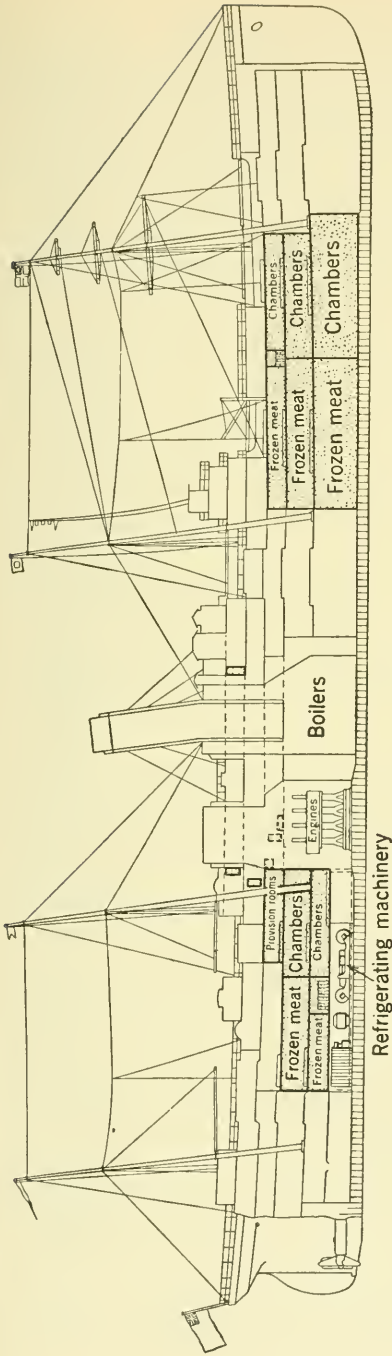 Provision rooms
Frozen meat Chambers
Frozen meat Chambers
Refrigerating machinery
Engines
Boilers
Frozen meat Chambers
Frozen meat Chambers
Frozen meat Chambers